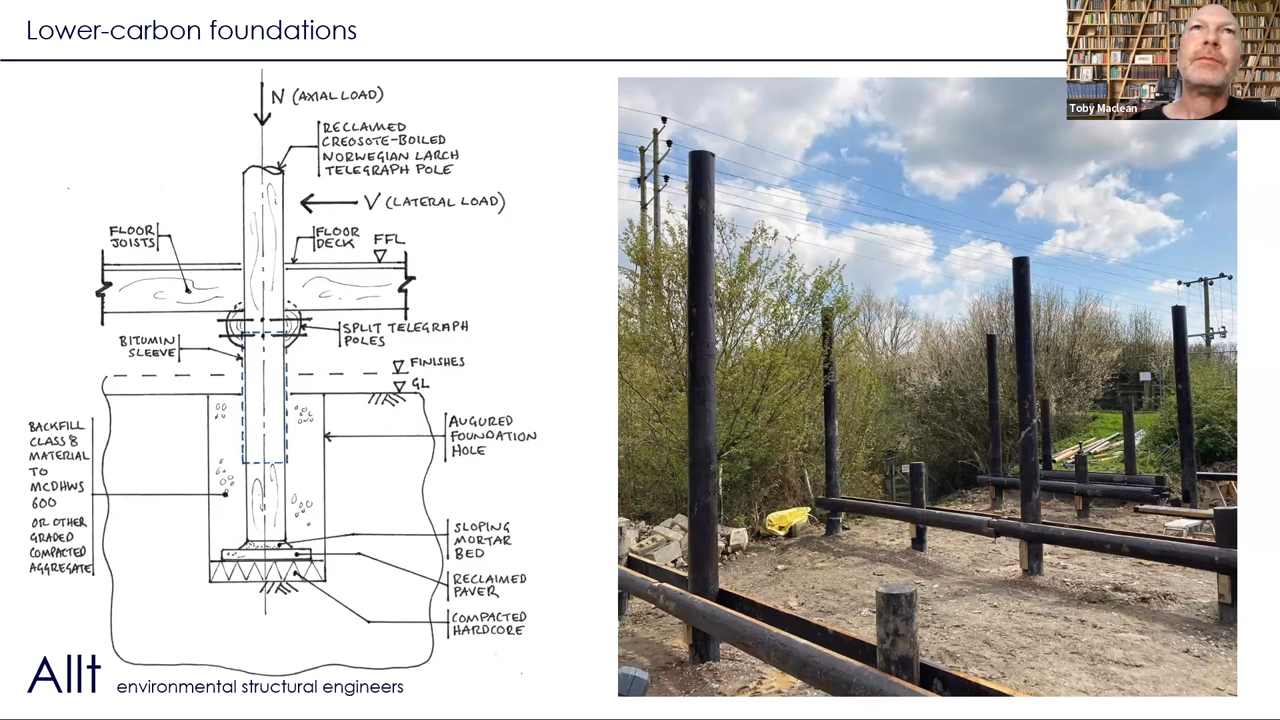 Lower-carbon foundations
Toby Maclean
N (AXIAL LOAD)
RECLAIMED
CREOSOTE-BOILED
NORWEGIAN LARCH
TELEGRAPH POLE
V (LATERAL LOAD)
FLOOR
JOISTS
FLOOR
DECK
FFL
SPLIT TELEGRAPH
POLES
BITUMIN
SLEEVE
FINISHES
GL
BACKFILL
CLASS 8
MATERIAL
TO
MCDHWS
600
OR OTHER
GRADED
COMPACTED
AGGREGATE
AUGURED
FOUNDATION
HOLE
SLOPING
MORTAR
BED
RECLAIMED
PAVER
COMPACTED
HARDCORE
Allt environmental structural engineers